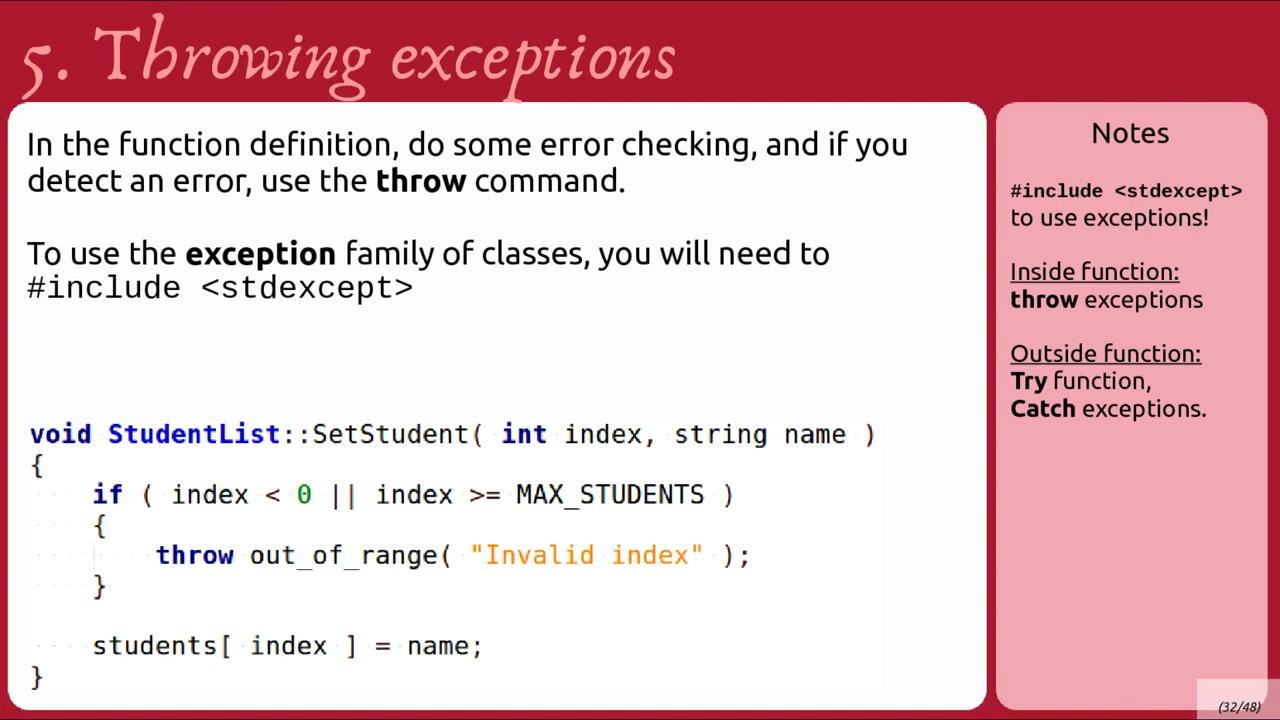 5. Throwing exceptions
In the function definition, do some error checking, and if you
detect an error, use the throw command.
To use the exception family of classes, you will need to
#include <stdexcept>
void StudentList::SetStudent( int index, string name )
{
    if ( index < 0 || index >= MAX_STUDENTS )
    {
        throw out_of_range( "Invalid index" );
    }
    students[ index ] = name;
}
Notes
#include <stdexcept>
to use exceptions!
Inside function:
throw exceptions
Outside function:
Try function,
Catch exceptions.
(32/48)